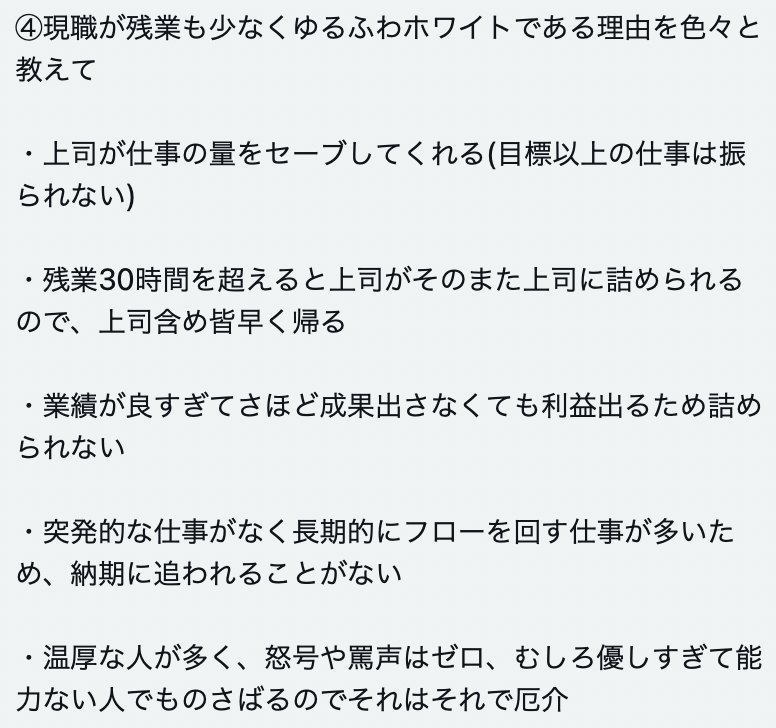 ④現職が残業も少なくゆるふわホワイトである理由を色々と
教えて
・上司が仕事の量をセーブしてくれる(目標以上の仕事は振
られない)
・残業30時間を超えると上司がそのまた上司に詰められる
ので、上司含め皆早く帰る
・業績が良すぎてさほど成果出さなくても利益出るため詰め
られない
・突発的な仕事がなく長期的にフローを回す仕事が多いた
め、納期に追われることがない
・温厚な人が多く、怒号や罵声はゼロ、むしろ優しすぎて能
力ない人でものさばるのでそれはそれで厄介